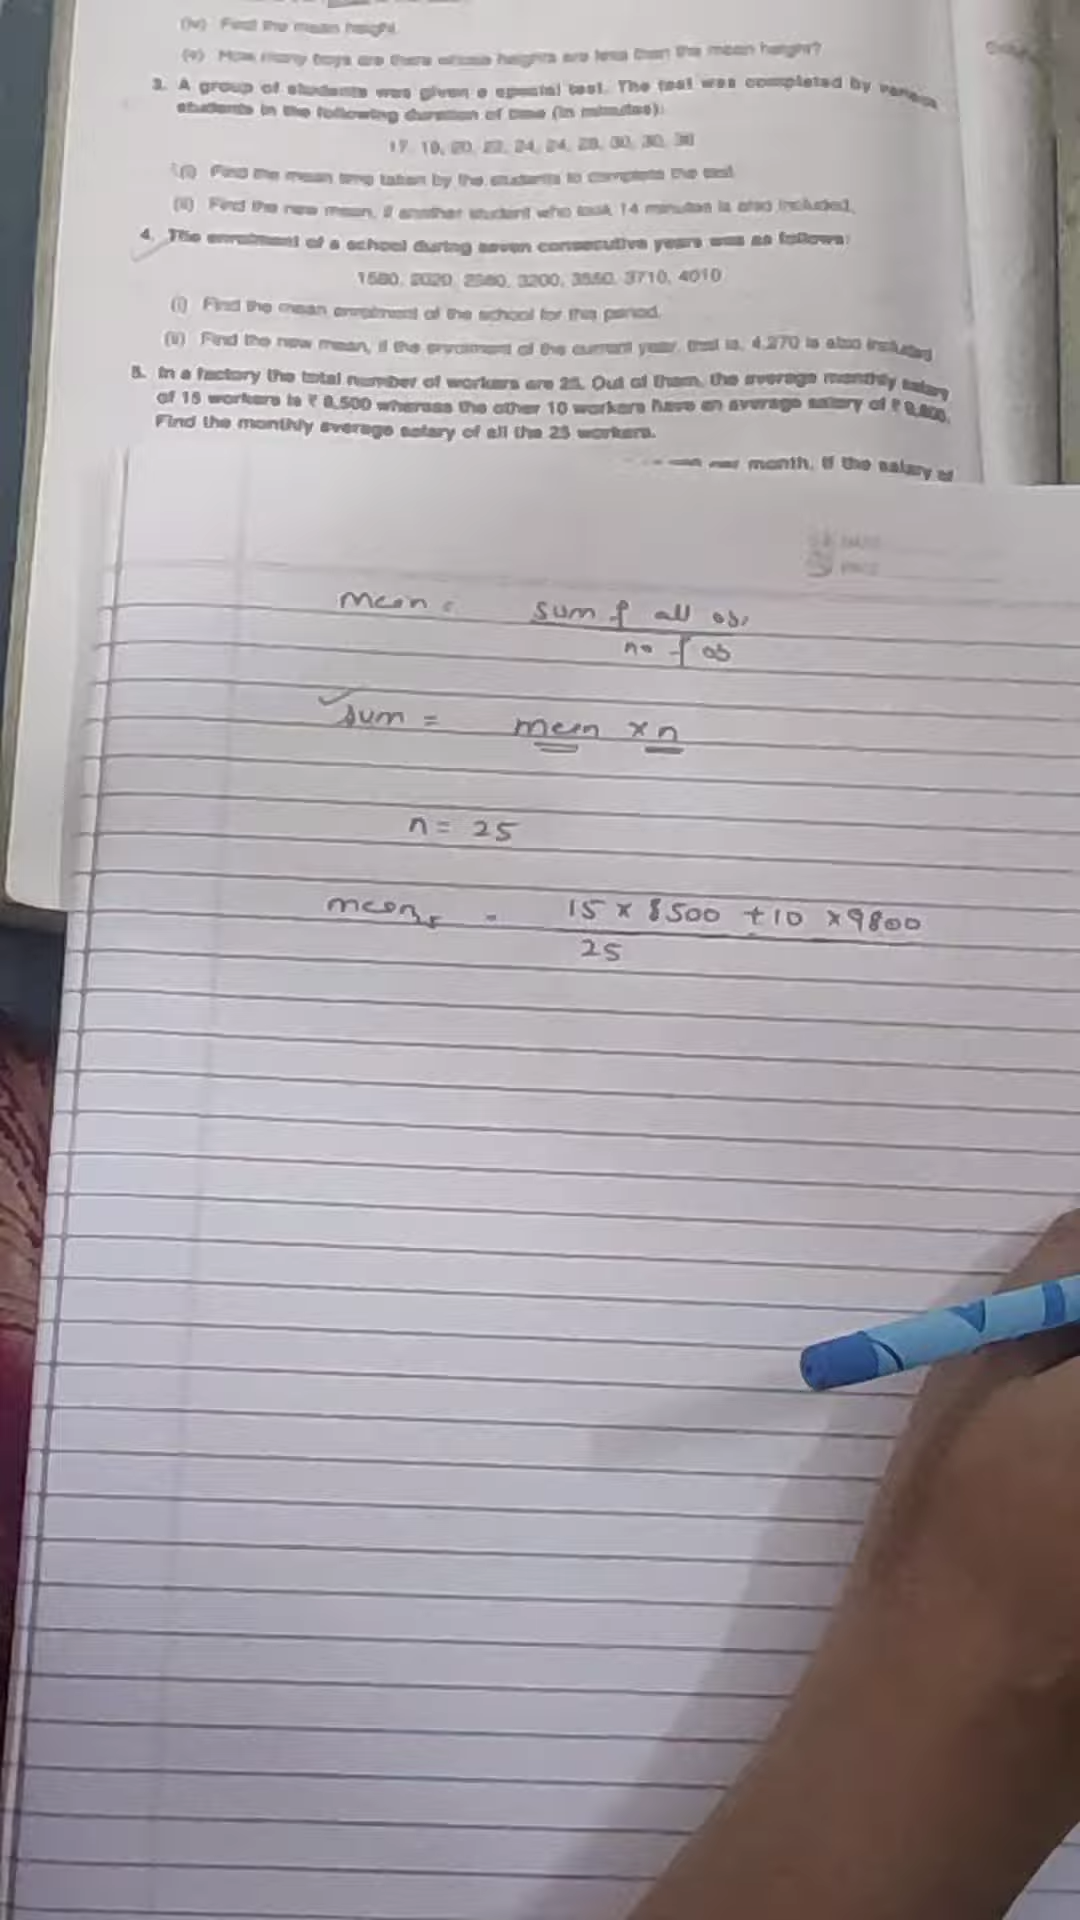 (iv) Find the mean height.
(v) How many boys are there whose heights are less than the mean height?
3. A group of students was given a special test. The test was completed by various
students in the following duration of time (in minutes):
17, 19, 20, 22, 24, 24, 28, 30, 30, 36
(i) Find the mean time taken by the students to complete the test.
(ii) Find the new mean, if another student who took 14 minutes is also included.
4. The enrolment of a school during seven consecutive years was as follows:
1580, 2020, 2580, 3200, 3550, 3710, 4010
(i) Find the mean enrolment of the school for this period.
(ii) Find the new mean, if the enrolment of the current year, that is, 4,270 is also included.
5. In a factory the total number of workers are 25. Out of them, the average monthly salary
of 15 workers is ₹ 8,500 whereas the other 10 workers have an average salary of ₹ 9,800.
Find the monthly average salary of all the 25 workers.
month. If the salary of
DATE
PAGE
mean = sum of all ob.
no of ob
sum = mean × n
n = 25
mean = 15 × 8500 + 10 × 9800
25